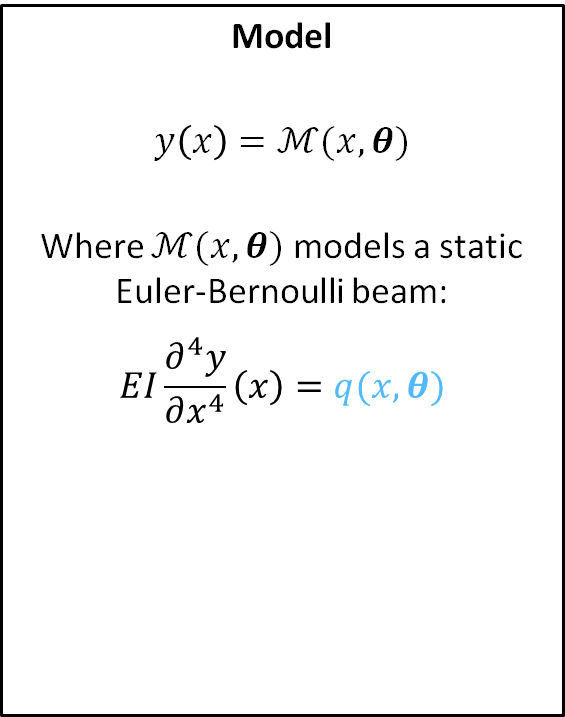 Model
y(x) = ℳ(x, 𝜽)
Where ℳ(x, 𝜽) models a static
Euler-Bernoulli beam:
EI ∂⁴y/∂x⁴ (x) = q(x, 𝜽)